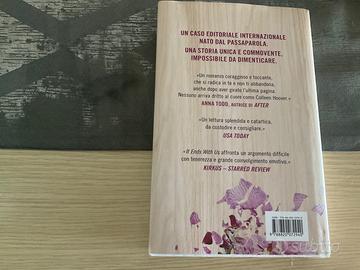 UN CASO EDITORIALE INTERNAZIONALE
NATO DAL PASSAPAROLA.
UNA STORIA UNICA E COMMOVENTE,
IMPOSSIBILE DA DIMENTICARE.
«Un romanzo coraggioso e toccante,
che si radica in te e non ti abbandona,
anche dopo aver girato l'ultima pagina.
Nessuno arriva dritto al cuore come Colleen Hoover.»
ANNA TODD, AUTRICE DI AFTER
«Un lettura splendida e catartica,
da custodire e consigliare.»
USA TODAY
«It Ends With Us affronta un argomento difficile
con tenerezza e grande coinvolgimento emotivo.»
KIRKUS – STARRED REVIEW
subito